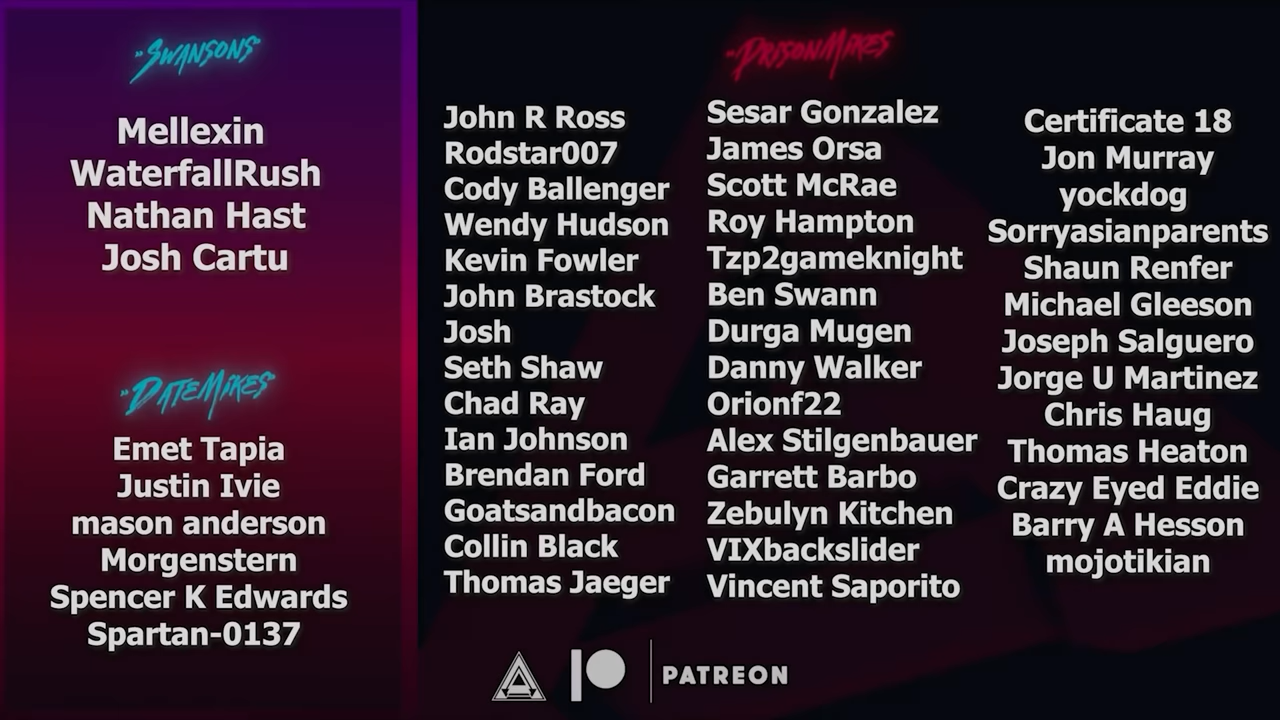 "Swansons"
Mellexin
WaterfallRush
Nathan Hast
Josh Cartu
"DateMikes"
Emet Tapia
Justin Ivie
mason anderson
Morgenstern
Spencer K Edwards
Spartan-0137
"PrisonMikes"
John R Ross
Rodstar007
Cody Ballenger
Wendy Hudson
Kevin Fowler
John Brastock
Josh
Seth Shaw
Chad Ray
Ian Johnson
Brendan Ford
Goatsandbacon
Collin Black
Thomas Jaeger
Sesar Gonzalez
James Orsa
Scott McRae
Roy Hampton
Tzp2gameknight
Ben Swann
Durga Mugen
Danny Walker
Orionf22
Alex Stilgenbauer
Garrett Barbo
Zebulyn Kitchen
VIXbackslider
Vincent Saporito
Certificate 18
Jon Murray
yockdog
Sorryasianparents
Shaun Renfer
Michael Gleeson
Joseph Salguero
Jorge U Martinez
Chris Haug
Thomas Heaton
Crazy Eyed Eddie
Barry A Hesson
mojotikian
PATREON